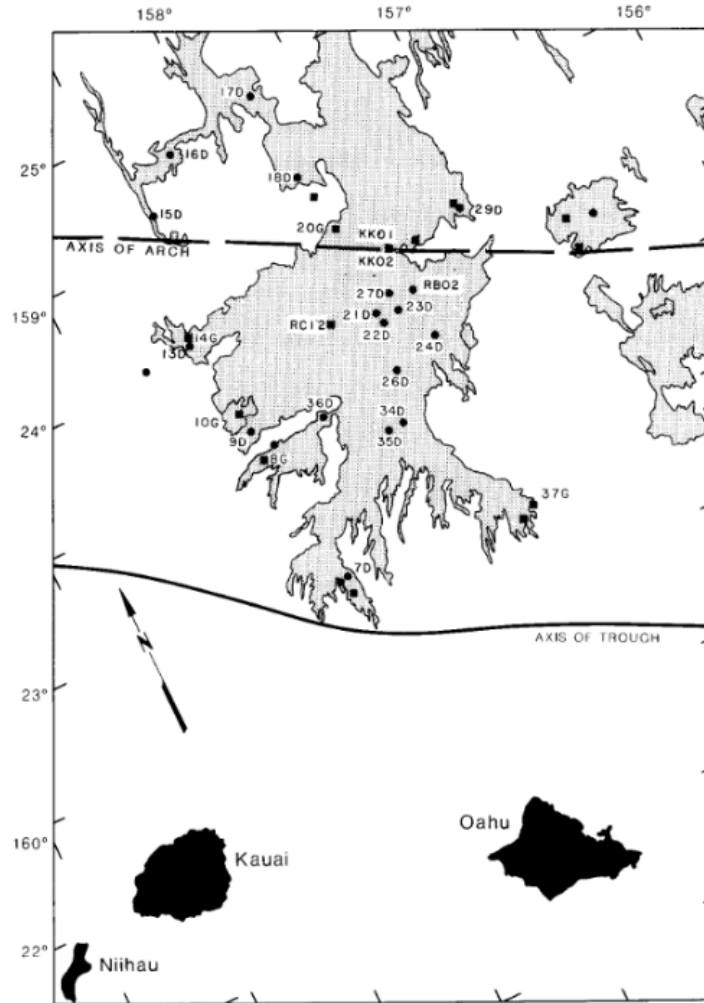 158°
157°
156°
17D
16D
25°
18D
15D
29D
20G
KK01
AXIS OF ARCH
KK02
27D
RB02
159°
21D
23D
RC12
22D
14G
24D
13D
26D
36D
10G
34D
24°
9D
35D
8G
37G
7D
AXIS OF TROUGH
N
23°
Oahu
160°
Kauai
22°
Niihau